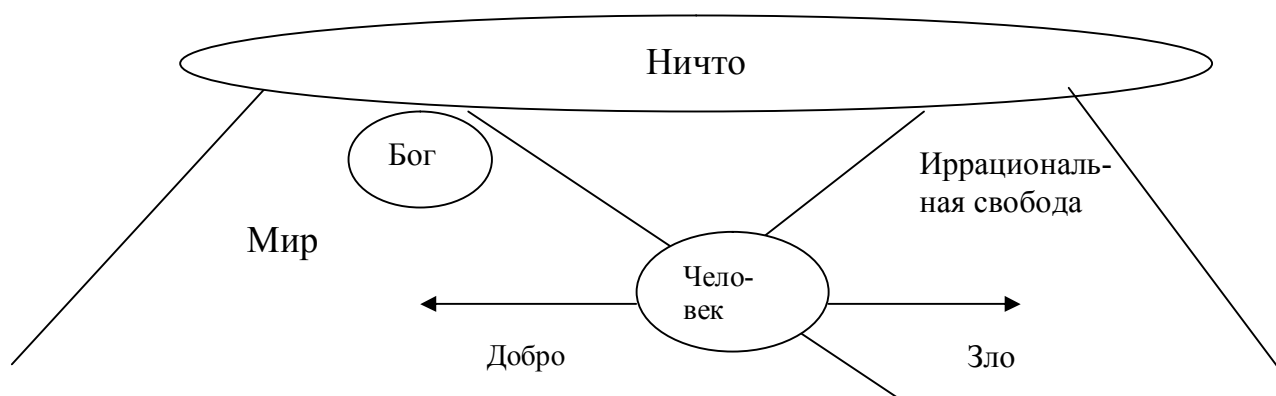 Ничто
Бог
Иррациональ-
ная свобода
Мир
Чело-
век
Добро
Зло